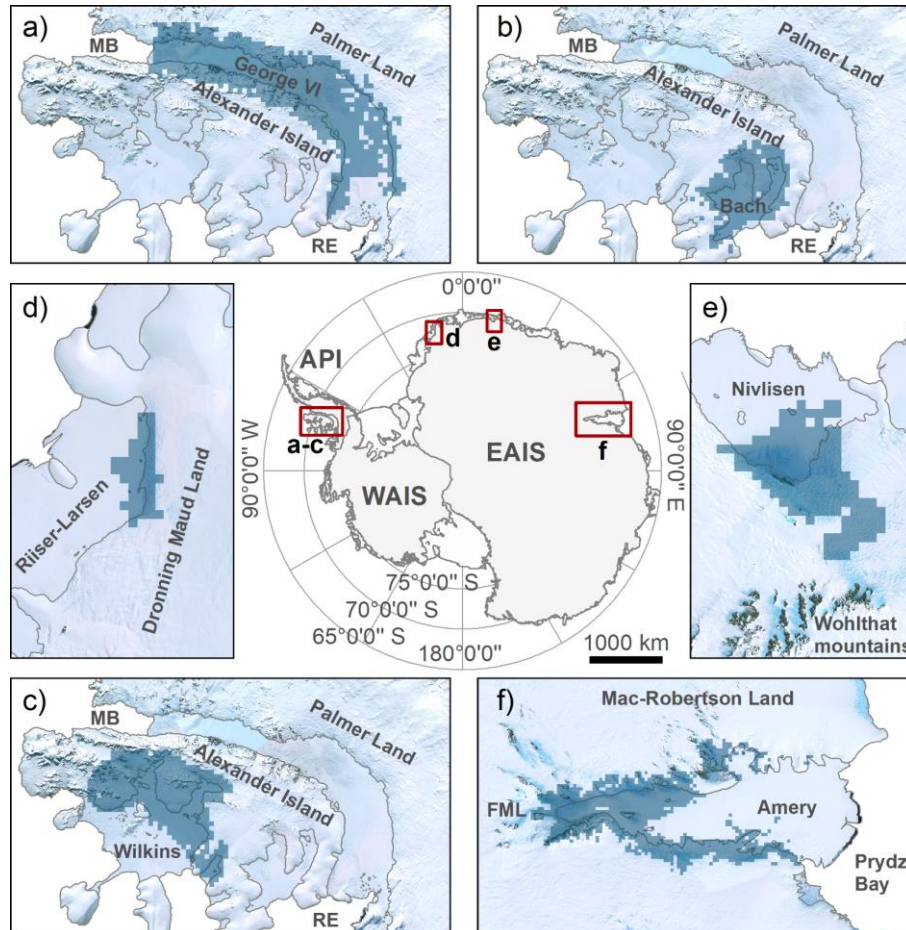 a)
MB
George VI
Palmer Land
Alexander Island
RE
b)
MB
Palmer Land
Alexander Island
Bach
RE
d)
Riiser-Larsen
Dronning Maud Land
0°0'0''
API
d
e
a-c
90°0'0'' W
EAIS
f
90°0'0'' E
WAIS
75°0'0'' S
70°0'0'' S
65°0'0'' S
180°0'0''
1000 km
e)
Nivlisen
Wohlthat
mountains
c)
MB
Palmer Land
Alexander Island
Wilkins
RE
f)
Mac-Robertson Land
FML
Amery
Prydz
Bay